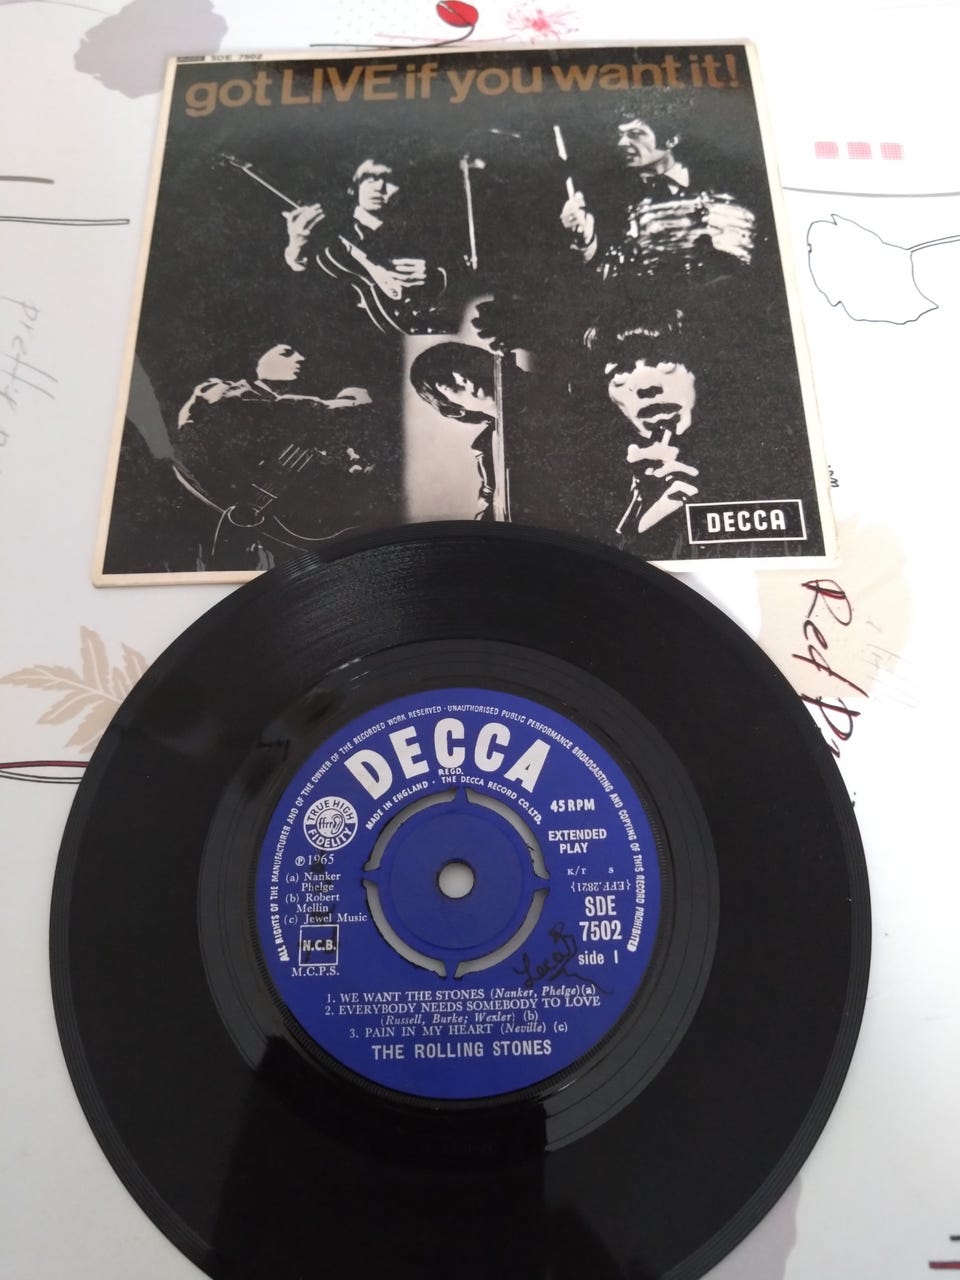 SDE 7502
got LIVE if you want it!
DECCA
pretty
Red
ALL RIGHTS OF THE MANUFACTURER AND OF THE OWNER OF THE RECORDED WORK RESERVED · UNAUTHORISED PUBLIC PERFORMANCE BROADCASTING AND COPYING OF THIS RECORD PROHIBITED
DECCA
REGD.
MADE IN ENGLAND · THE DECCA RECORD CO. LTD.
TRUE HIGH
ffrr
FIDELITY
45 RPM
EXTENDED
PLAY
K/T S
{EFF.2821}
SDE
7502
side 1
℗ 1965
(a) Nanker
Phelge
(b) Robert
Mellin
(c) Jewel Music
N.C.B.
M.C.P.S.
1. WE WANT THE STONES (Nanker, Phelge) (a)
2. EVERYBODY NEEDS SOMEBODY TO LOVE
(Russell, Burke; Wexler) (b)
3. PAIN IN MY HEART (Neville) (c)
THE ROLLING STONES